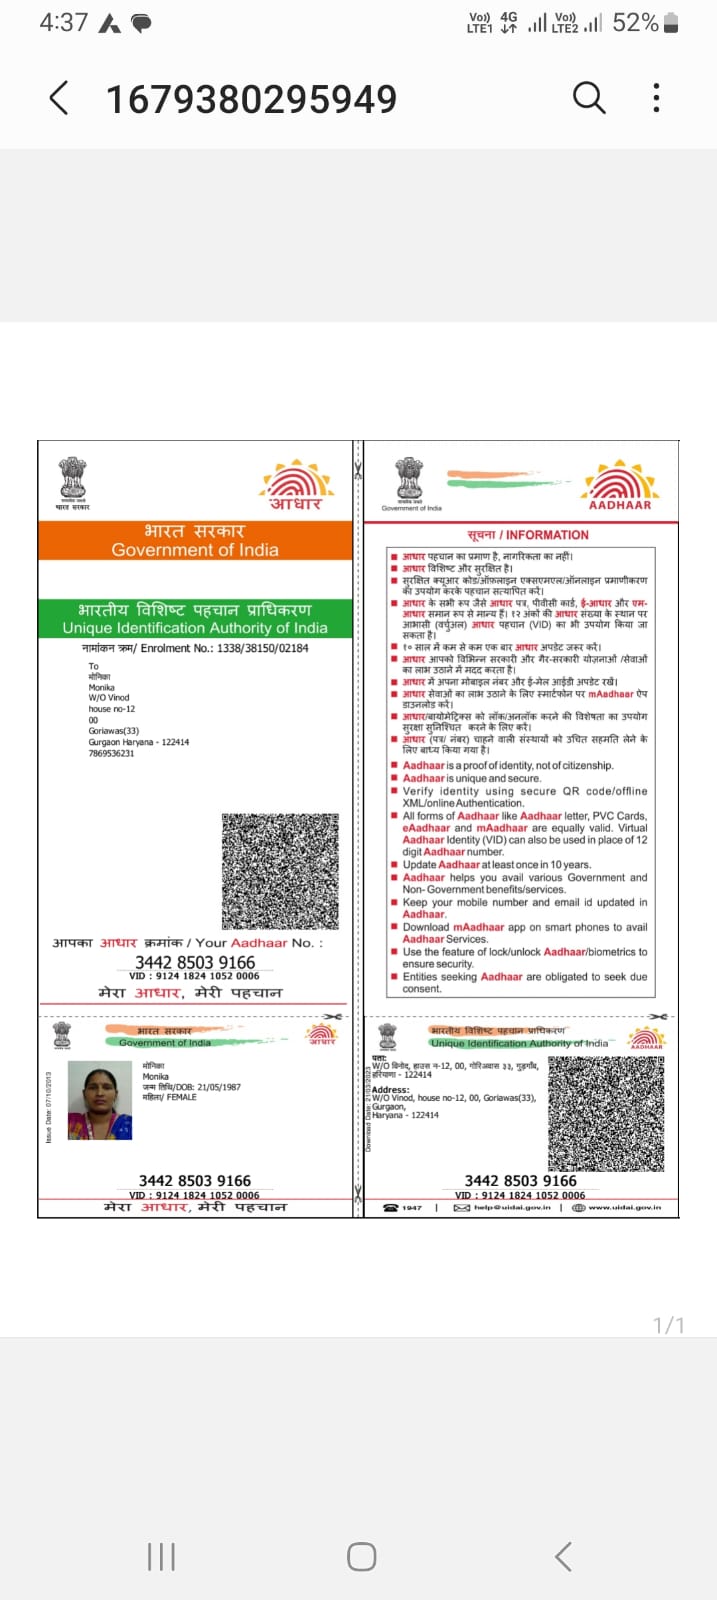 4:37
Vo)) LTE1 4G Vo)) LTE2 52%
1679380295949
भारत सरकार
आधार
भारत सरकार
Government of India
भारतीय विशिष्ट पहचान प्राधिकरण
Unique Identification Authority of India
नामांकन क्रम/ Enrolment No.: 1338/38150/02184
To
मोनिका
Monika
W/O Vinod
house no-12
00
Goriawas(33)
Gurgaon Haryana - 122414
7869536231
आपका आधार क्रमांक / Your Aadhaar No. :
3442 8503 9166
VID : 9124 1824 1052 0006
मेरा आधार, मेरी पहचान
Government of India
AADHAAR
सूचना / INFORMATION
■ आधार पहचान का प्रमाण है, नागरिकता का नहीं।
■ आधार विशिष्ट और सुरक्षित है।
■ सुरक्षित क्यूआर कोड/ऑफ़लाइन एक्सएमएल/ऑनलाइन प्रमाणीकरण
का उपयोग करके पहचान सत्यापित करें।
■ आधार के सभी रूप जैसे आधार पत्र, पीवीसी कार्ड, ई-आधार और एम-
आधार समान रूप से मान्य हैं। १२ अंकों की आधार संख्या के स्थान पर
आभासी (वर्चुअल) आधार पहचान (VID) का भी उपयोग किया जा
सकता है।
■ १० साल में कम से कम एक बार आधार अपडेट जरूर करें।
■ आधार आपको विभिन्न सरकारी और गैर-सरकारी योजनाओं /सेवाओं
का लाभ उठाने में मदद करता है।
■ आधार में अपना मोबाइल नंबर और ई-मेल आईडी अपडेट रखें।
■ आधार सेवाओं का लाभ उठाने के लिए स्मार्टफोन पर mAadhaar ऐप
डाउनलोड करें।
■ आधार/बायोमेट्रिक्स को लॉक/अनलॉक करने की विशेषता का उपयोग
सुरक्षा सुनिश्चित करने के लिए करें।
■ आधार (पत्र/ नंबर) चाहने वाली संस्थाओं को उचित सहमति लेने के
लिए बाध्य किया गया है।
■ Aadhaar is a proof of identity, not of citizenship.
■ Aadhaar is unique and secure.
■ Verify identity using secure QR code/offline
XML/online Authentication.
■ All forms of Aadhaar like Aadhaar letter, PVC Cards,
eAadhaar and mAadhaar are equally valid. Virtual
Aadhaar Identity (VID) can also be used in place of 12
digit Aadhaar number.
■ Update Aadhaar at least once in 10 years.
■ Aadhaar helps you avail various Government and
Non- Government benefits/services.
■ Keep your mobile number and email id updated in
Aadhaar.
■ Download mAadhaar app on smart phones to avail
Aadhaar Services.
■ Use the feature of lock/unlock Aadhaar/biometrics to
ensure security.
■ Entities seeking Aadhaar are obligated to seek due
consent.
भारत सरकार
Government of India
आधार
Issue Date: 07/10/2013
मोनिका
Monika
जन्म तिथि/DOB: 21/05/1987
महिला/ FEMALE
3442 8503 9166
VID : 9124 1824 1052 0006
मेरा आधार, मेरी पहचान
भारतीय विशिष्ट पहचान प्राधिकरण
Unique Identification Authority of India
AADHAAR
Download Date: 21/03/2023
पता:
W/O विनोद, हाउस न-12, 00, गोरिअवास ३३, गुड़गाँव,
हरियाणा - 122414
Address:
W/O Vinod, house no-12, 00, Goriawas(33),
Gurgaon,
Haryana - 122414
3442 8503 9166
VID : 9124 1824 1052 0006
1947 | help@uidai.gov.in | www.uidai.gov.in
1/1